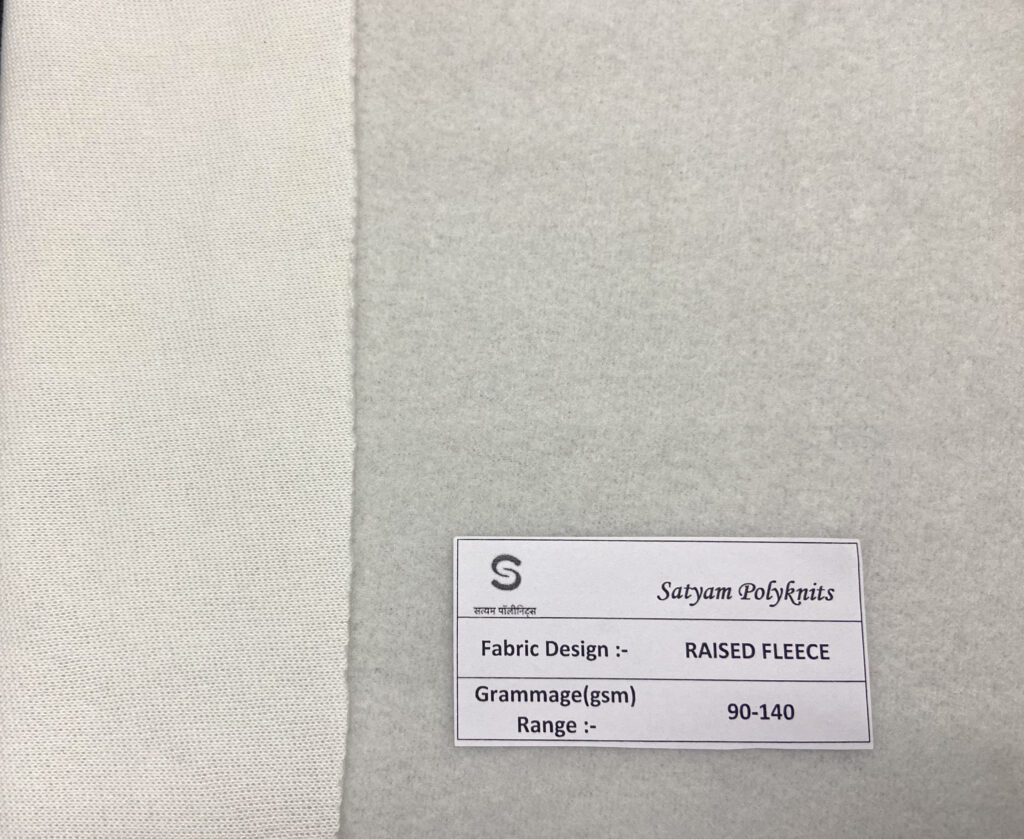 S
सत्यम पॉलीनिट्स
Satyam Polyknits
Fabric Design :- RAISED FLEECE
Grammage(gsm)
Range :- 90-140